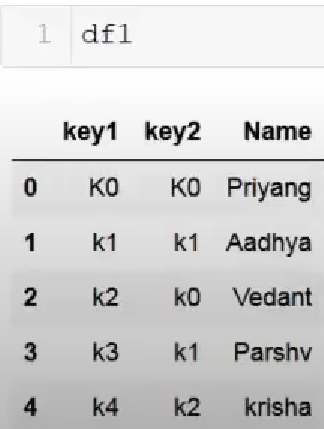 1 df1
key1 key2 Name
0 K0 K0 Priyang
1 k1 k1 Aadhya
2 k2 k0 Vedant
3 k3 k1 Parshv
4 k4 k2 krisha